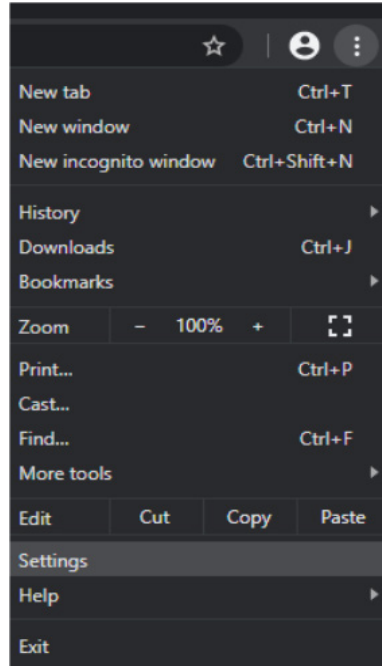 New tab Ctrl+T
New window Ctrl+N
New incognito window Ctrl+Shift+N
History
Downloads Ctrl+J
Bookmarks
Zoom - 100% +
Print... Ctrl+P
Cast...
Find... Ctrl+F
More tools
Edit Cut Copy Paste
Settings
Help
Exit